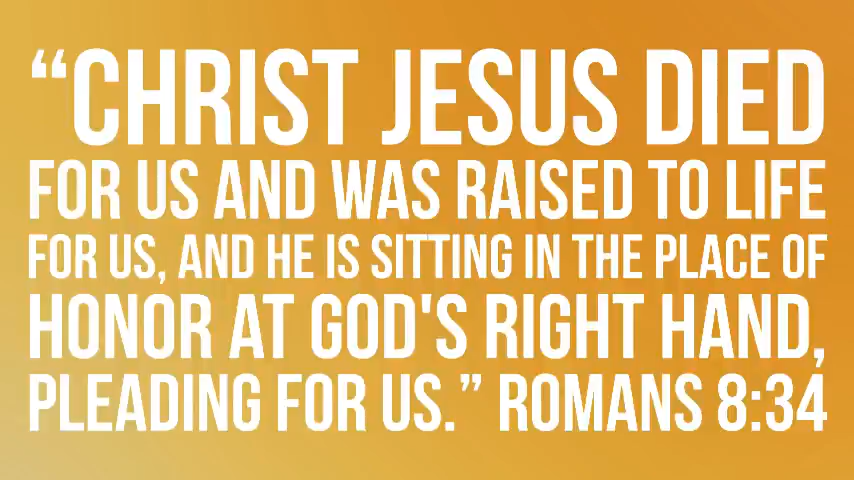 “CHRIST JESUS DIED
FOR US AND WAS RAISED TO LIFE
FOR US, AND HE IS SITTING IN THE PLACE OF
HONOR AT GOD'S RIGHT HAND,
PLEADING FOR US.” ROMANS 8:34